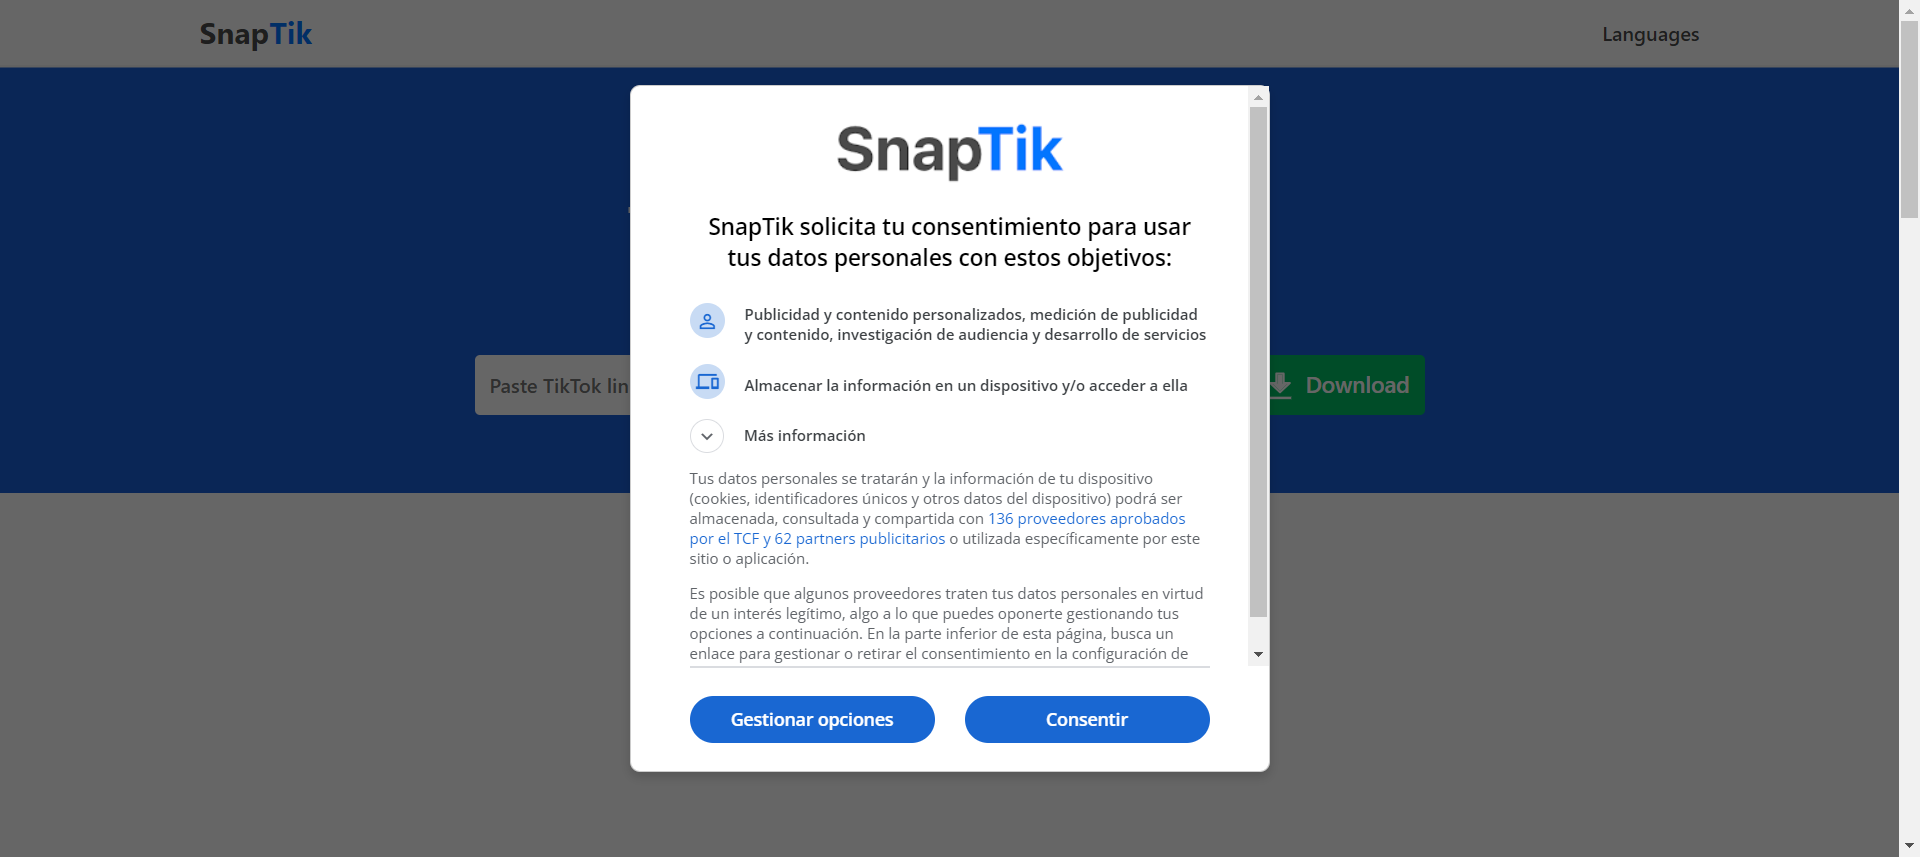 SnapTik
Languages
SnapTik
SnapTik solicita tu consentimiento para usar
tus datos personales con estos objetivos:
Publicidad y contenido personalizados, medición de publicidad
y contenido, investigación de audiencia y desarrollo de servicios
Almacenar la información en un dispositivo y/o acceder a ella
Paste TikTok lin
Download
Más información
Tus datos personales se tratarán y la información de tu dispositivo
(cookies, identificadores únicos y otros datos del dispositivo) podrá ser
almacenada, consultada y compartida con 136 proveedores aprobados
por el TCF y 62 partners publicitarios o utilizada específicamente por este
sitio o aplicación.
Es posible que algunos proveedores traten tus datos personales en virtud
de un interés legítimo, algo a lo que puedes oponerte gestionando tus
opciones a continuación. En la parte inferior de esta página, busca un
enlace para gestionar o retirar el consentimiento en la configuración de
Gestionar opciones
Consentir